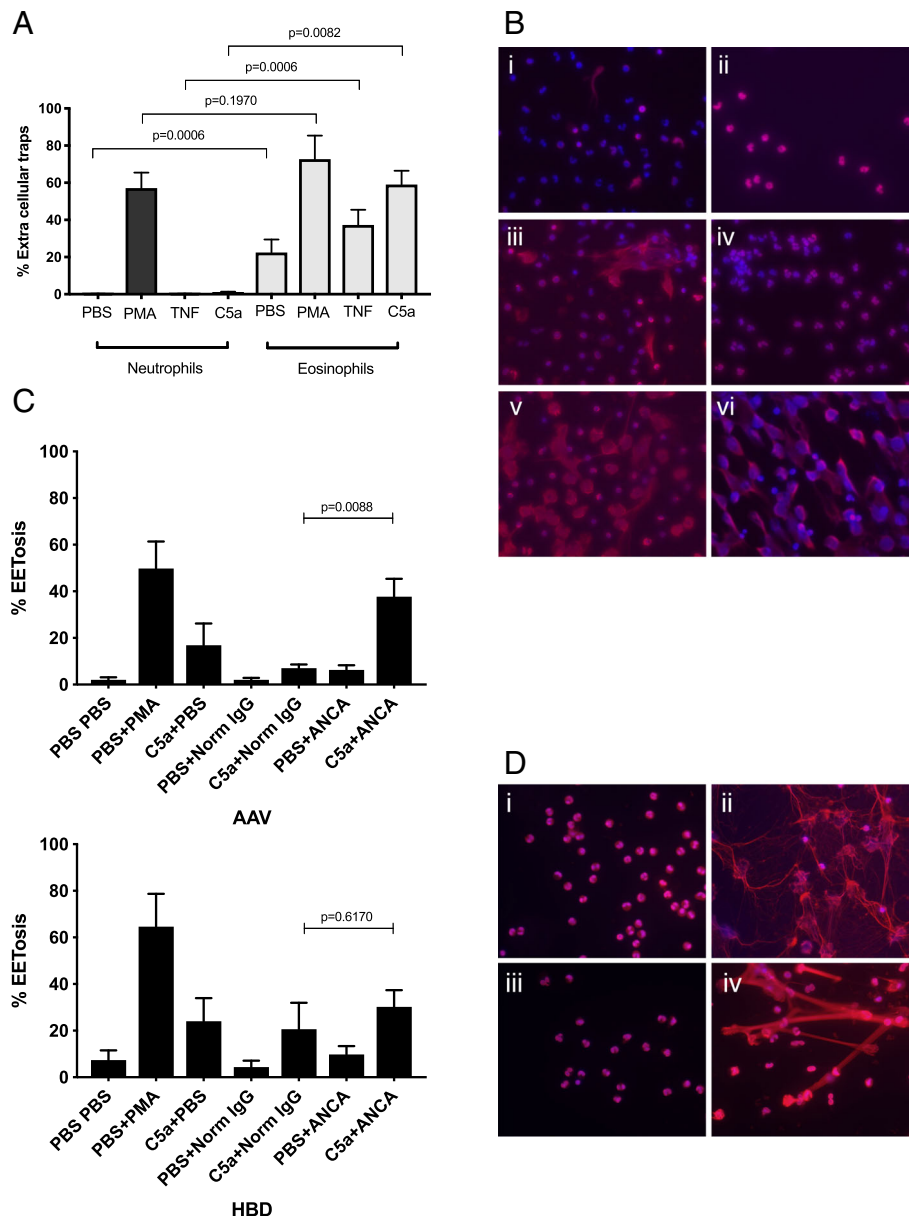 A
p=0.0082
p=0.0006
p=0.1970
p=0.0006
% Extra cellular traps
100
80
60
40
20
0
PBS PMA TNF C5a PBS PMA TNF C5a
Neutrophils Eosinophils
B
i ii
iii iv
v vi
C
% EETosis
100
80
60
40
20
0
p=0.0088
PBS PBS
PBS+PMA
C5a+PBS
PBS+Norm IgG
C5a+Norm IgG
PBS+ANCA
C5a+ANCA
AAV
% EETosis
100
80
60
40
20
0
p=0.6170
PBS PBS
PBS+PMA
C5a+PBS
PBS+Norm IgG
C5a+Norm IgG
PBS+ANCA
C5a+ANCA
HBD
D
i ii
iii iv